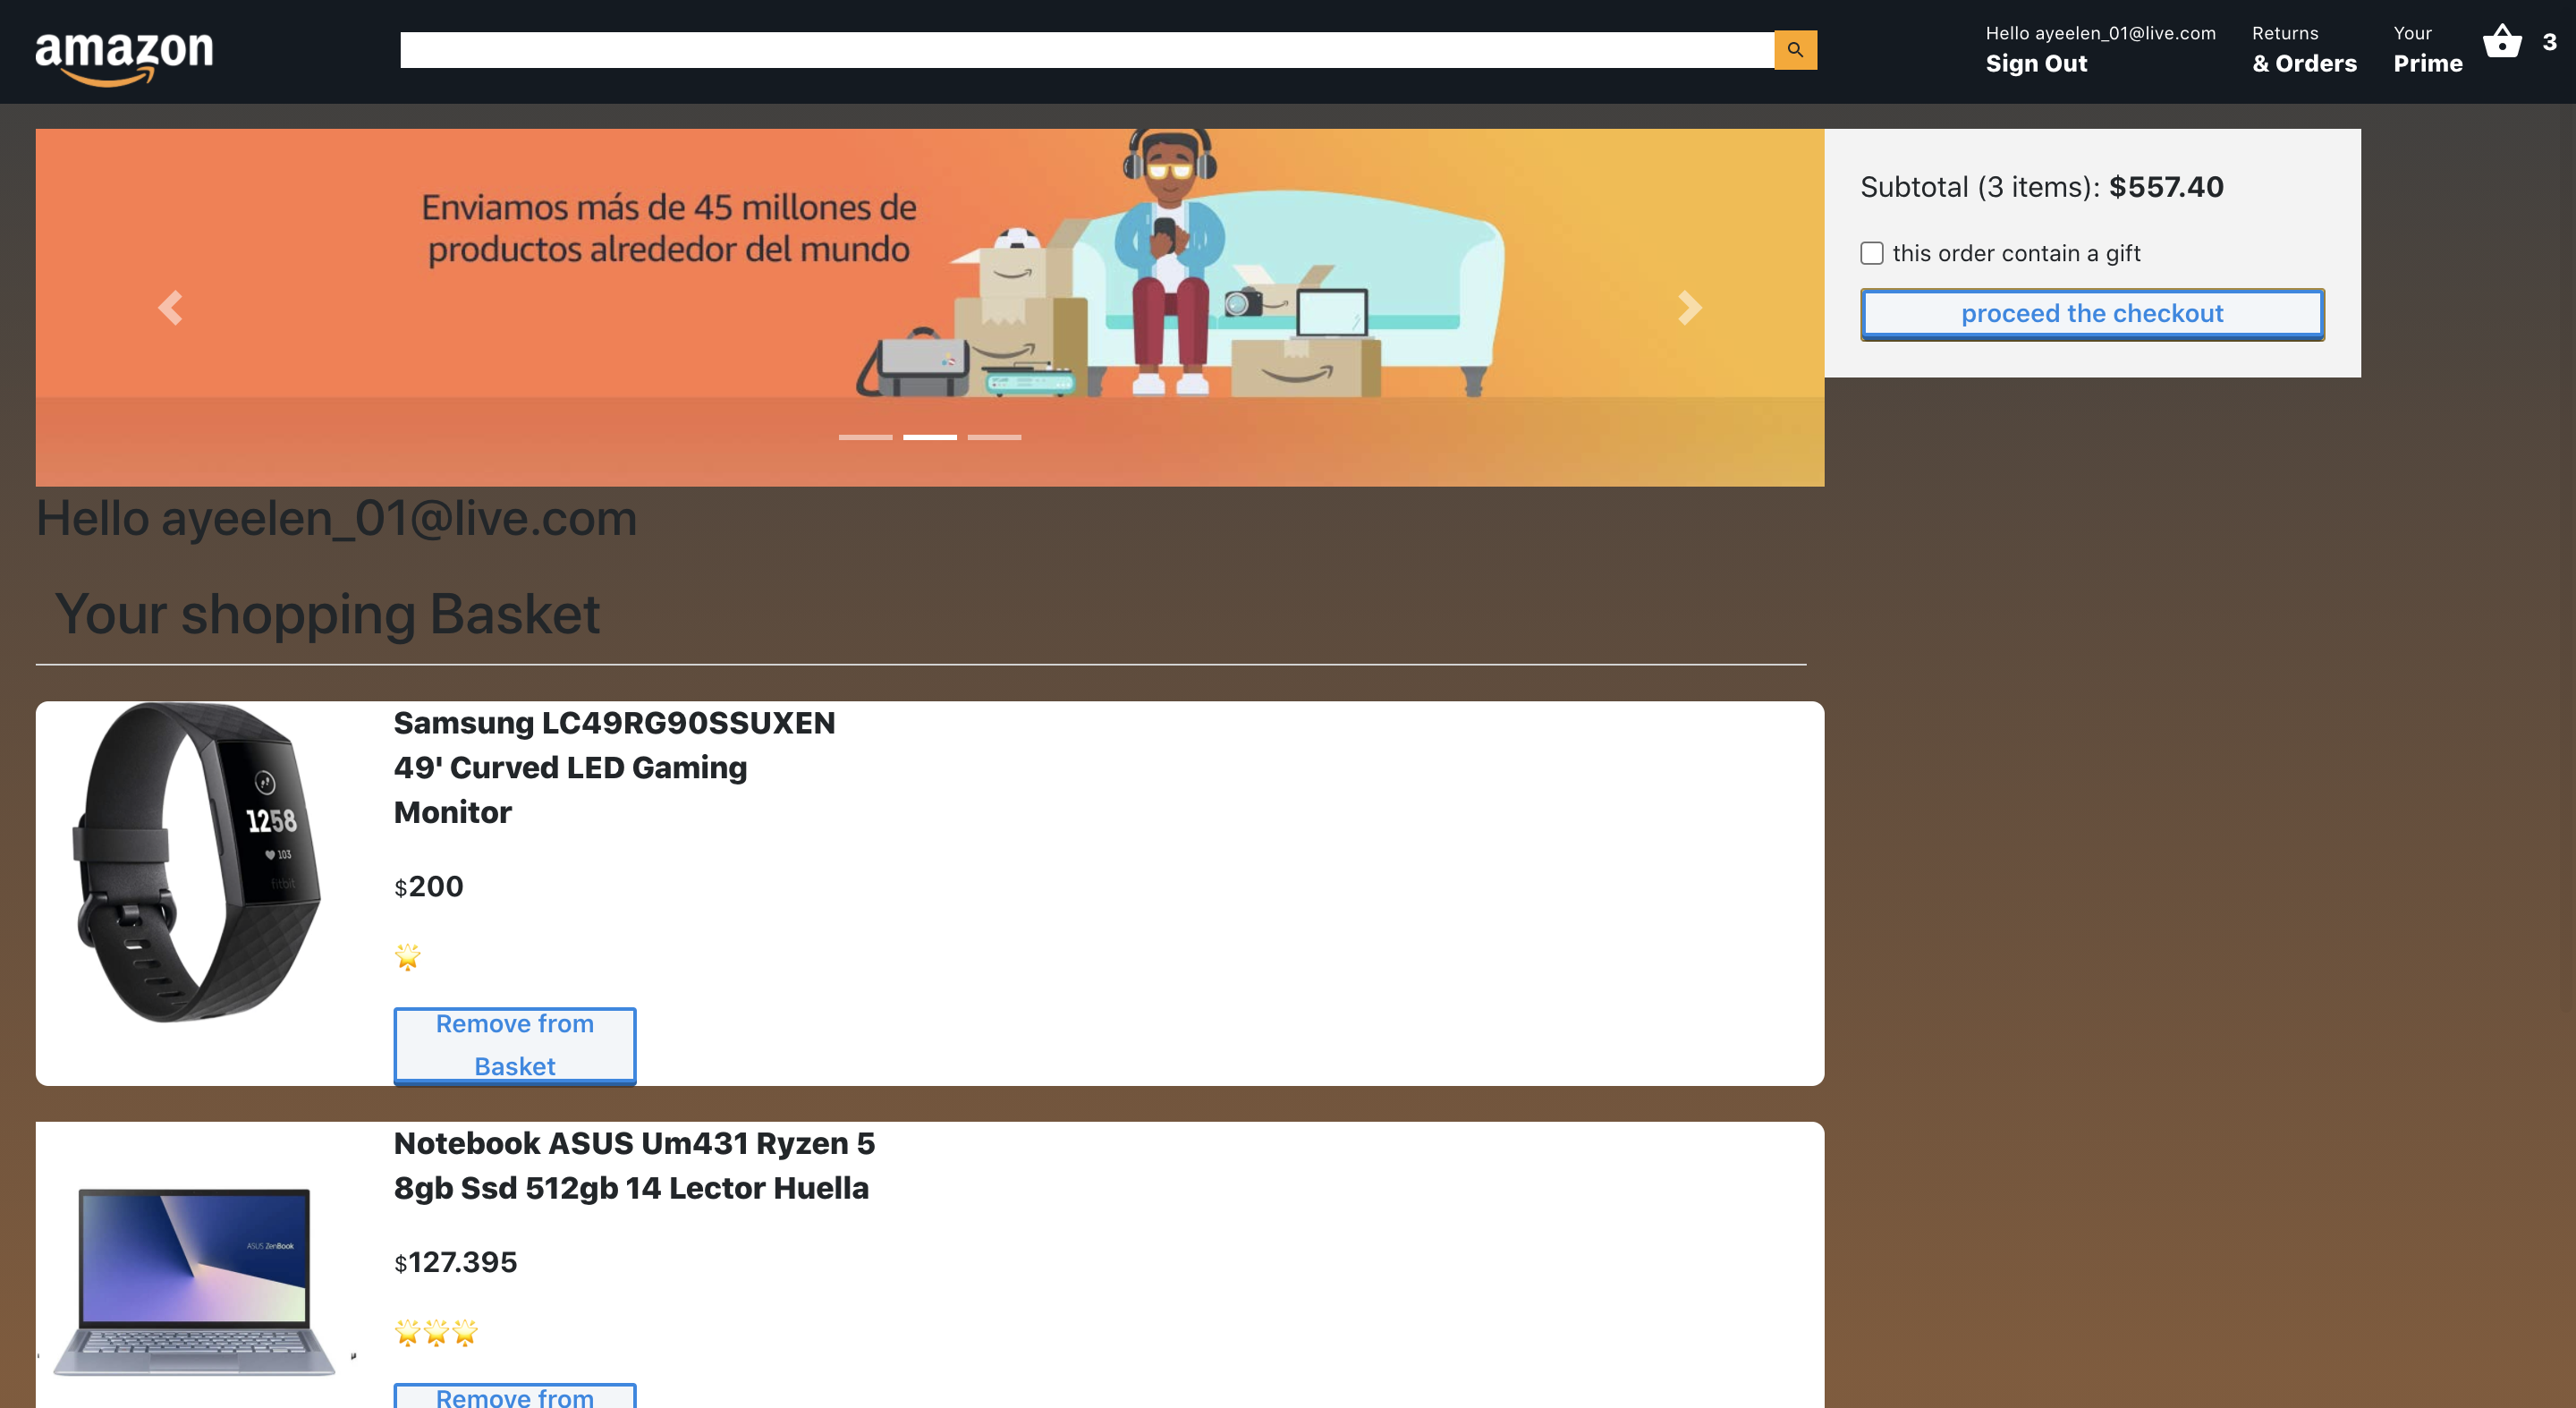 amazon
Hello ayeelen_01@live.com
Sign Out
Returns
& Orders
Your
Prime
3
Enviamos más de 45 millones de
productos alrededor del mundo
Subtotal (3 items): $557.40
this order contain a gift
proceed the checkout
Hello ayeelen_01@live.com
Your shopping Basket
1258
103
fitbit
Samsung LC49RG90SSUXEN
49' Curved LED Gaming
Monitor
$200
Remove from
Basket
ASUS ZenBook
Notebook ASUS Um431 Ryzen 5
8gb Ssd 512gb 14 Lector Huella
$127.395
Remove from